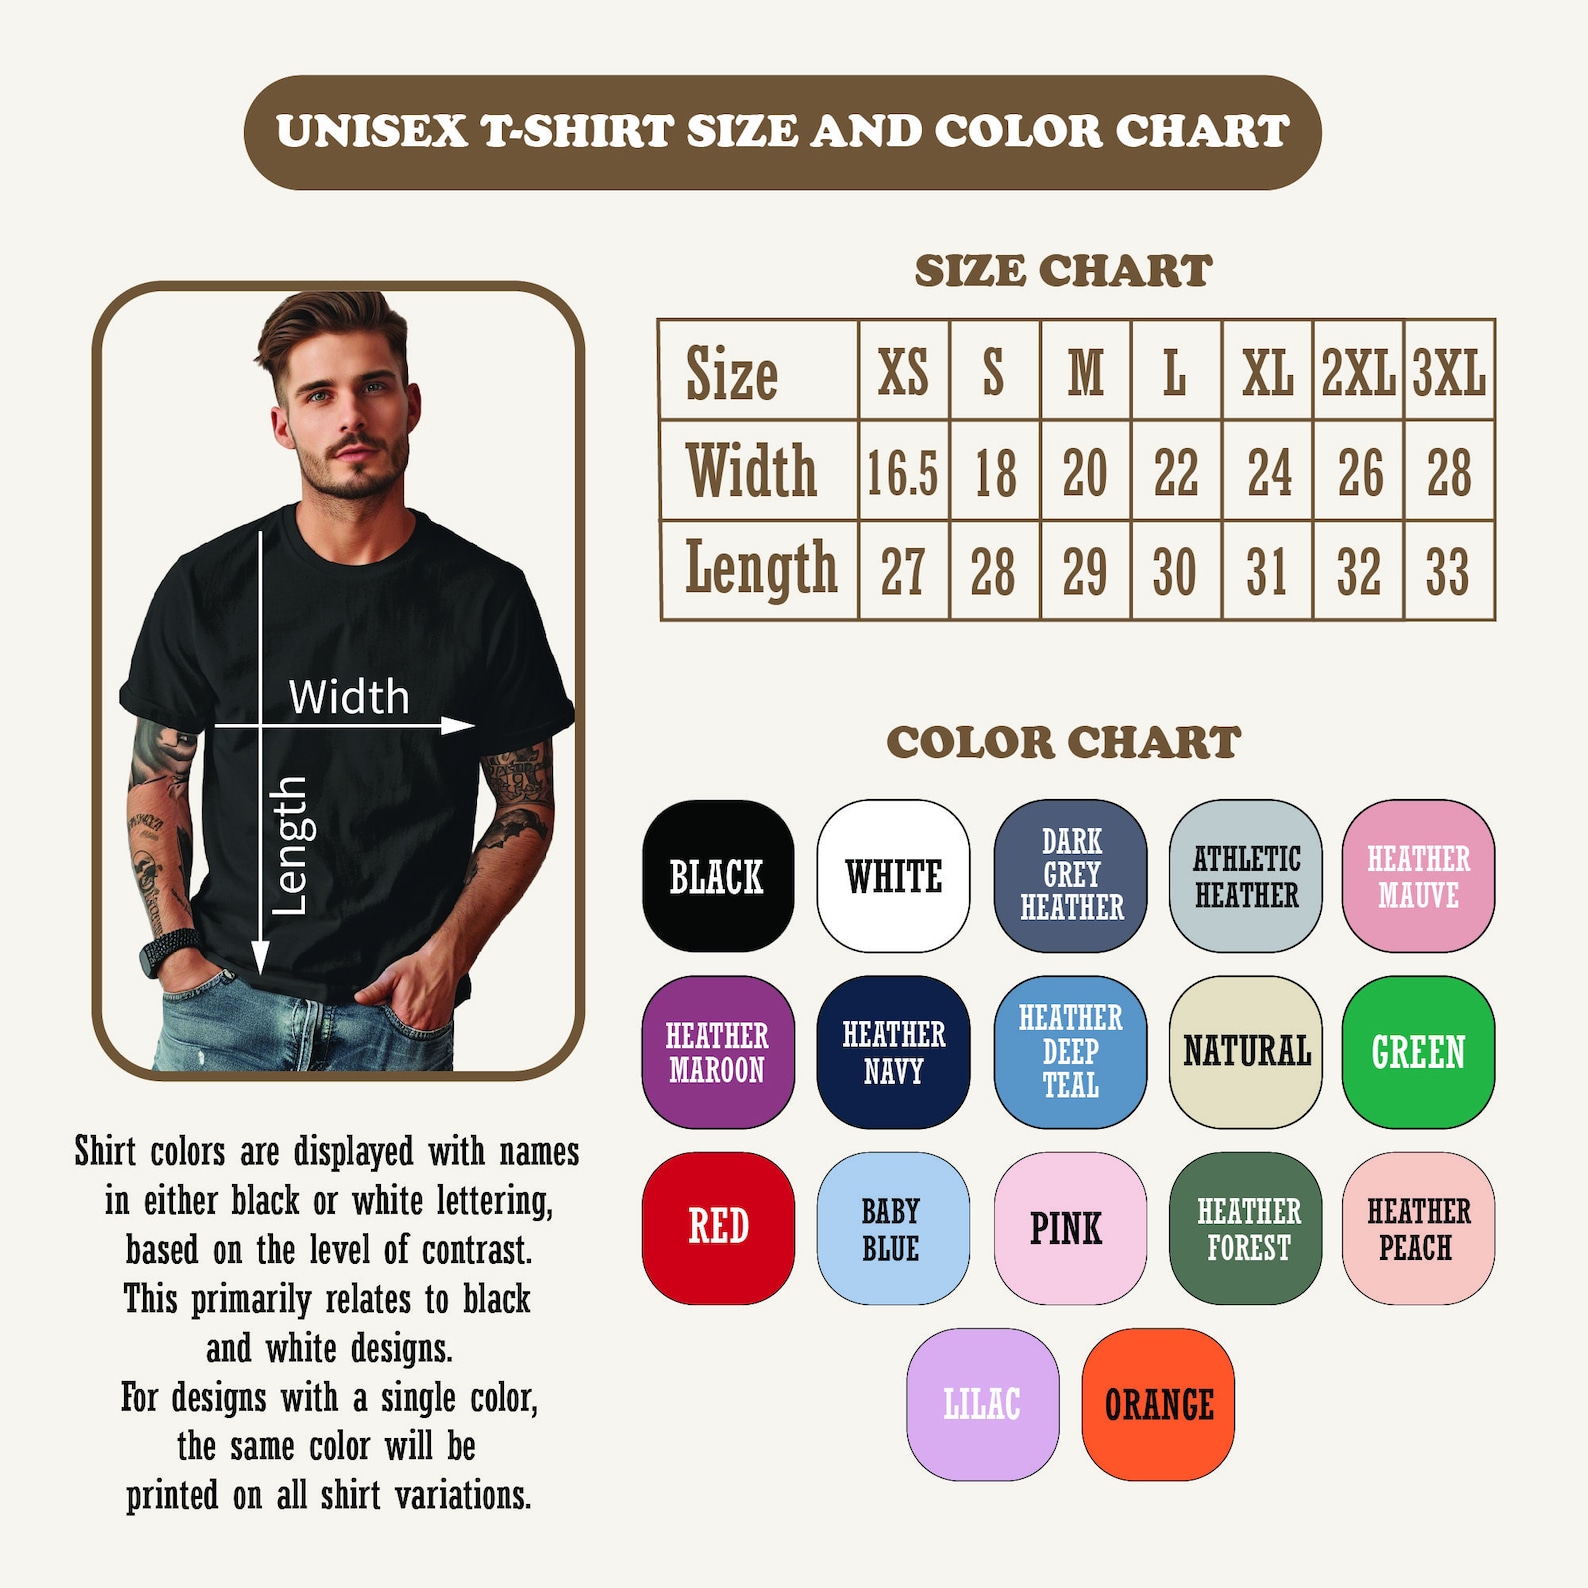 UNISEX T-SHIRT SIZE AND COLOR CHART
SIZE CHART
Size XS S M L XL 2XL 3XL
Width 16.5 18 20 22 24 26 28
Length 27 28 29 30 31 32 33
Width
Length
COLOR CHART
BLACK
WHITE
DARK
GREY
HEATHER
ATHLETIC
HEATHER
HEATHER
MAUVE
HEATHER
MAROON
HEATHER
NAVY
HEATHER
DEEP
TEAL
NATURAL
GREEN
RED
BABY
BLUE
PINK
HEATHER
FOREST
HEATHER
PEACH
LILAC
ORANGE
Shirt colors are displayed with names
in either black or white lettering,
based on the level of contrast.
This primarily relates to black
and white designs.
For designs with a single color,
the same color will be
printed on all shirt variations.